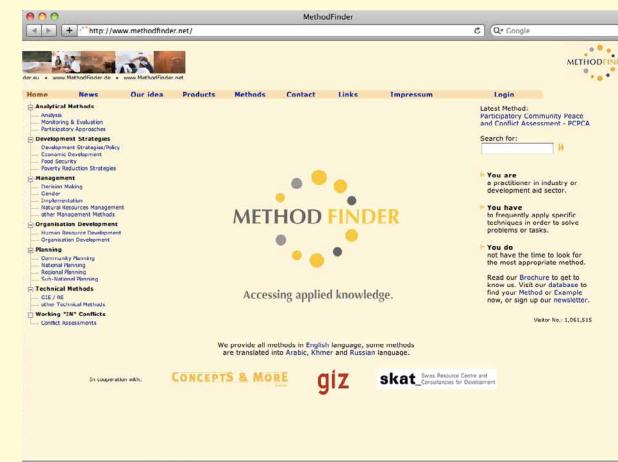 MethodFinder
http://www.methodfinder.net/
Google
METHODFIN
der.eu • www.MethodFinder.de • www.MethodFinder.net
Home News Our idea Products Methods Contact Links Impressum Login
Analytical Methods
Analysis
Monitoring & Evaluation
Participatory Approaches
Development Strategies
Development Strategies/Policy
Economic Development
Food Security
Poverty Reduction Strategies
Management
Decision Making
Gender
Implementation
Natural Resources Management
other Management Methods
Organisation Development
Human Resource Development
Organisation Development
Planning
Community Planning
National Planning
Regional Planning
Sub-National Planning
Technical Methods
GIS / RS
other Technical Methods
Working "IN" Conflicts
Conflict Assessments
METHOD FINDER
Accessing applied knowledge.
Latest Method:
Participatory Community Peace
and Conflict Assessment - PCPCA
Search for:
You are
a practitioner in industry or
development aid sector.
You have
to frequently apply specific
techniques in order to solve
problems or tasks.
You do
not have the time to look for
the most appropriate method.
Read our Brochure to get to
know us. Visit our database to
find your Method or Example
now, or sign up our newsletter.
Visitor No.: 1,061,515
We provide all methods in English language, some methods
are translated into Arabic, Khmer and Russian language.
In cooperation with:
CONCEPTS & MORE
giz
skat Swiss Resource Centre and
Consultancies for Development